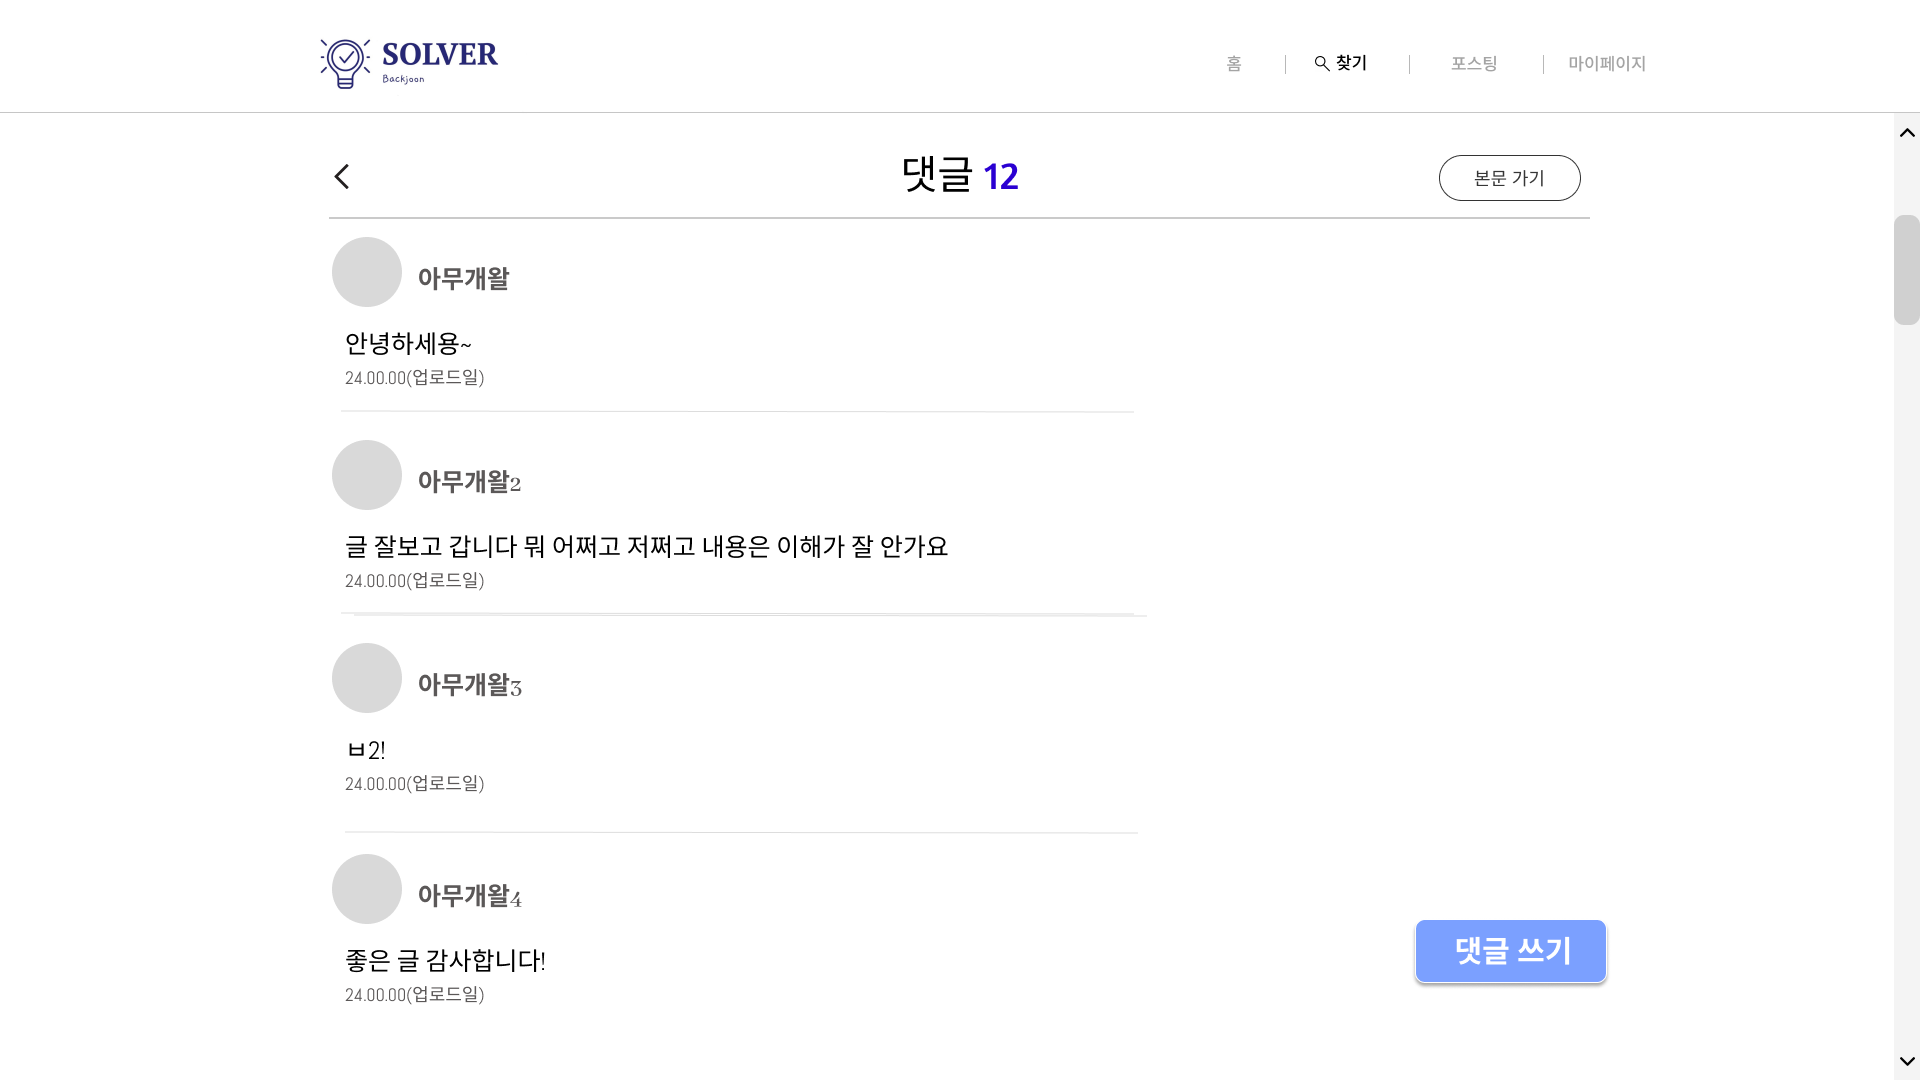 SOLVER
Backjoon
홈
찾기
포스팅
마이페이지
댓글 12
본문 가기
아무개왈
안녕하세용~
24.00.00(업로드일)
아무개왈2
글 잘보고 갑니다 뭐 어쩌고 저쩌고 내용은 이해가 잘 안가요
24.00.00(업로드일)
아무개왈3
ㅂ2!
24.00.00(업로드일)
아무개왈4
좋은 글 감사합니다!
24.00.00(업로드일)
댓글 쓰기